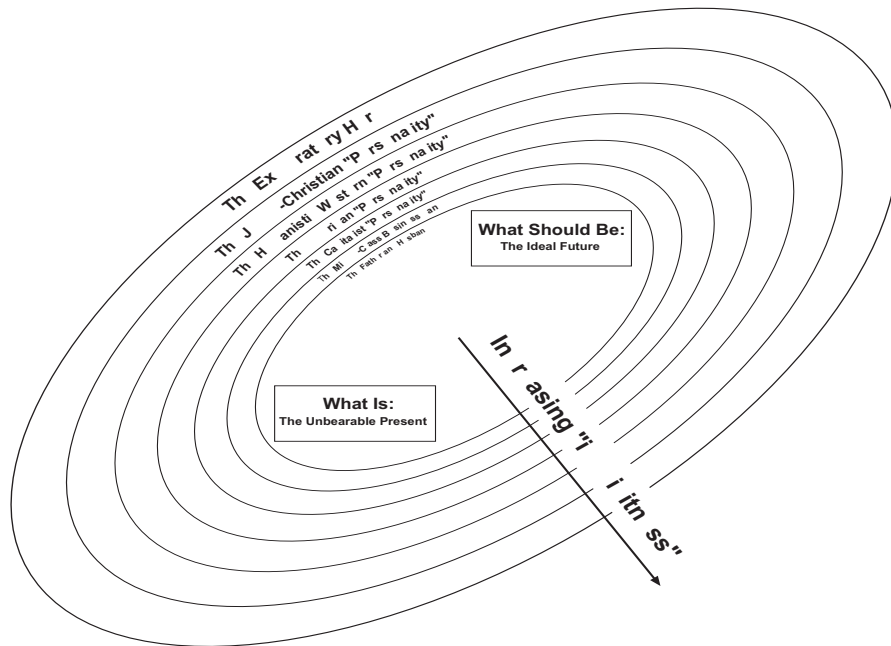 Th Ex rat ry H r
Th J -Christian "P rs na ity"
Th H anisti W st rn "P rs na ity"
Th rian "P rs na ity"
Th Ca ita ist "P rs na ity"
Th Mi -C ass B sin ss an
Th Fath r an H sban
What Should Be:
The Ideal Future
What Is:
The Unbearable Present
In r asing "i i itn ss"